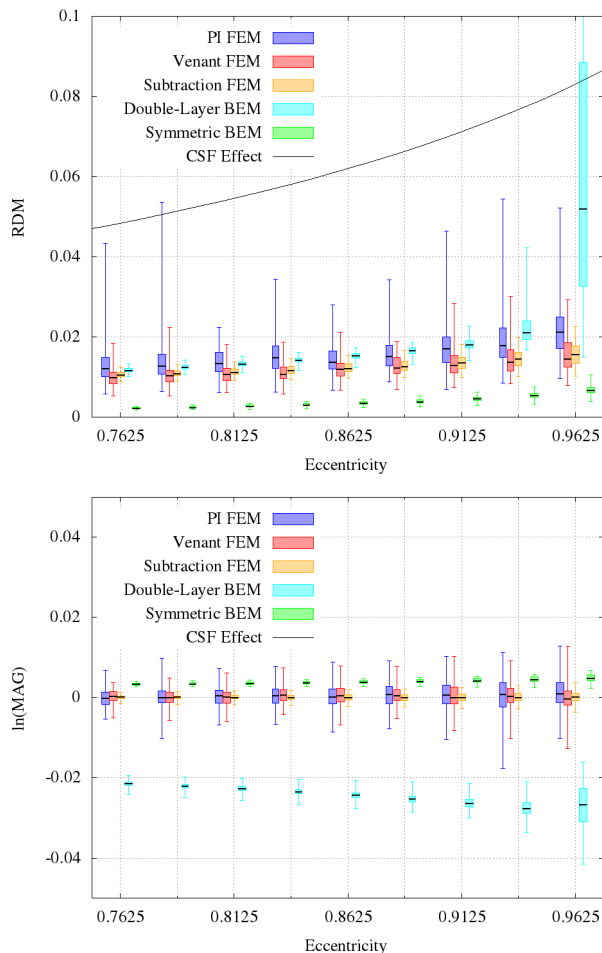 0.1
0.08
0.06
0.04
0.02
0
RDM
PI FEM
Venant FEM
Subtraction FEM
Double-Layer BEM
Symmetric BEM
CSF Effect
0.7625
0.8125
0.8625
0.9125
0.9625
Eccentricity
0.04
0.02
0
-0.02
-0.04
ln(MAG)
PI FEM
Venant FEM
Subtraction FEM
Double-Layer BEM
Symmetric BEM
CSF Effect
0.7625
0.8125
0.8625
0.9125
0.9625
Eccentricity